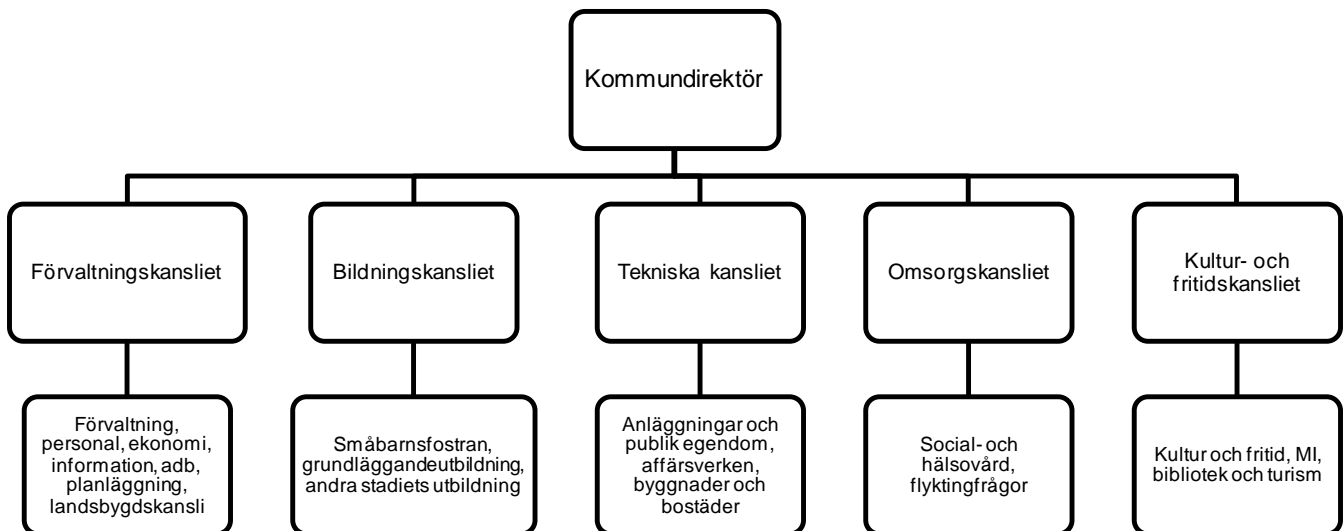 Kommundirektör
Förvaltningskansliet
Bildningskansliet
Tekniska kansliet
Omsorgskansliet
Kultur- och
fritidskansliet
Förvaltning,
personal, ekonomi,
information, adb,
planläggning,
landsbygdskansli
Småbarnsfostran,
grundläggandeutbildning,
andra stadiets utbildning
Anläggningar och
publik egendom,
affärsverken,
byggnader och
bostäder
Social- och
hälsovård,
flyktingfrågor
Kultur och fritid, MI,
bibliotek och turism